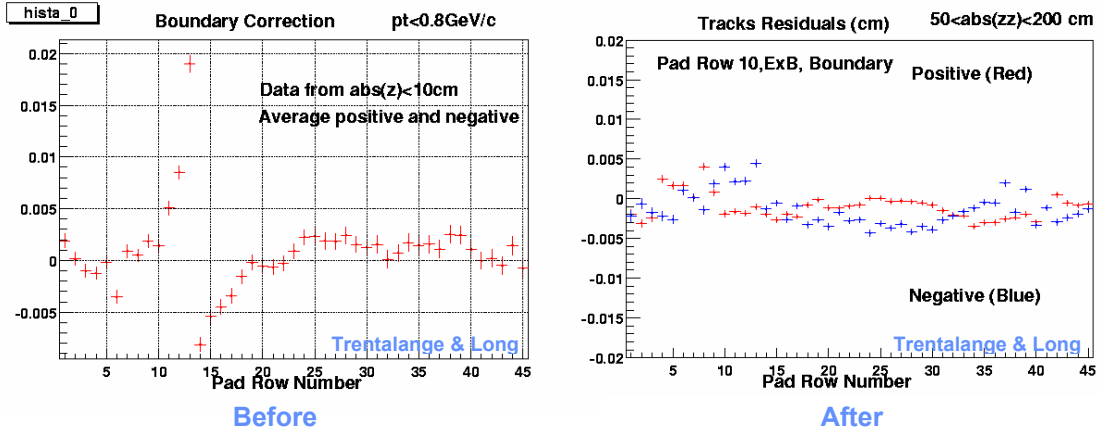 hista_0
Boundary Correction
pt<0.8GeV/c
0.02
0.015
0.01
0.005
0
-0.005
Data from abs(z)<10cm
Average positive and negative
Trentalange & Long
5 10 15 20 25 30 35 40 45
Pad Row Number
Before
Tracks Residuals (cm)
50<abs(zz)<200 cm
0.02
0.015
0.01
0.005
0
-0.005
-0.01
-0.015
-0.02
Pad Row 10,ExB, Boundary
Positive (Red)
Negative (Blue)
Trentalange & Long
5 10 15 20 25 30 35 40 45
Pad Row Number
After